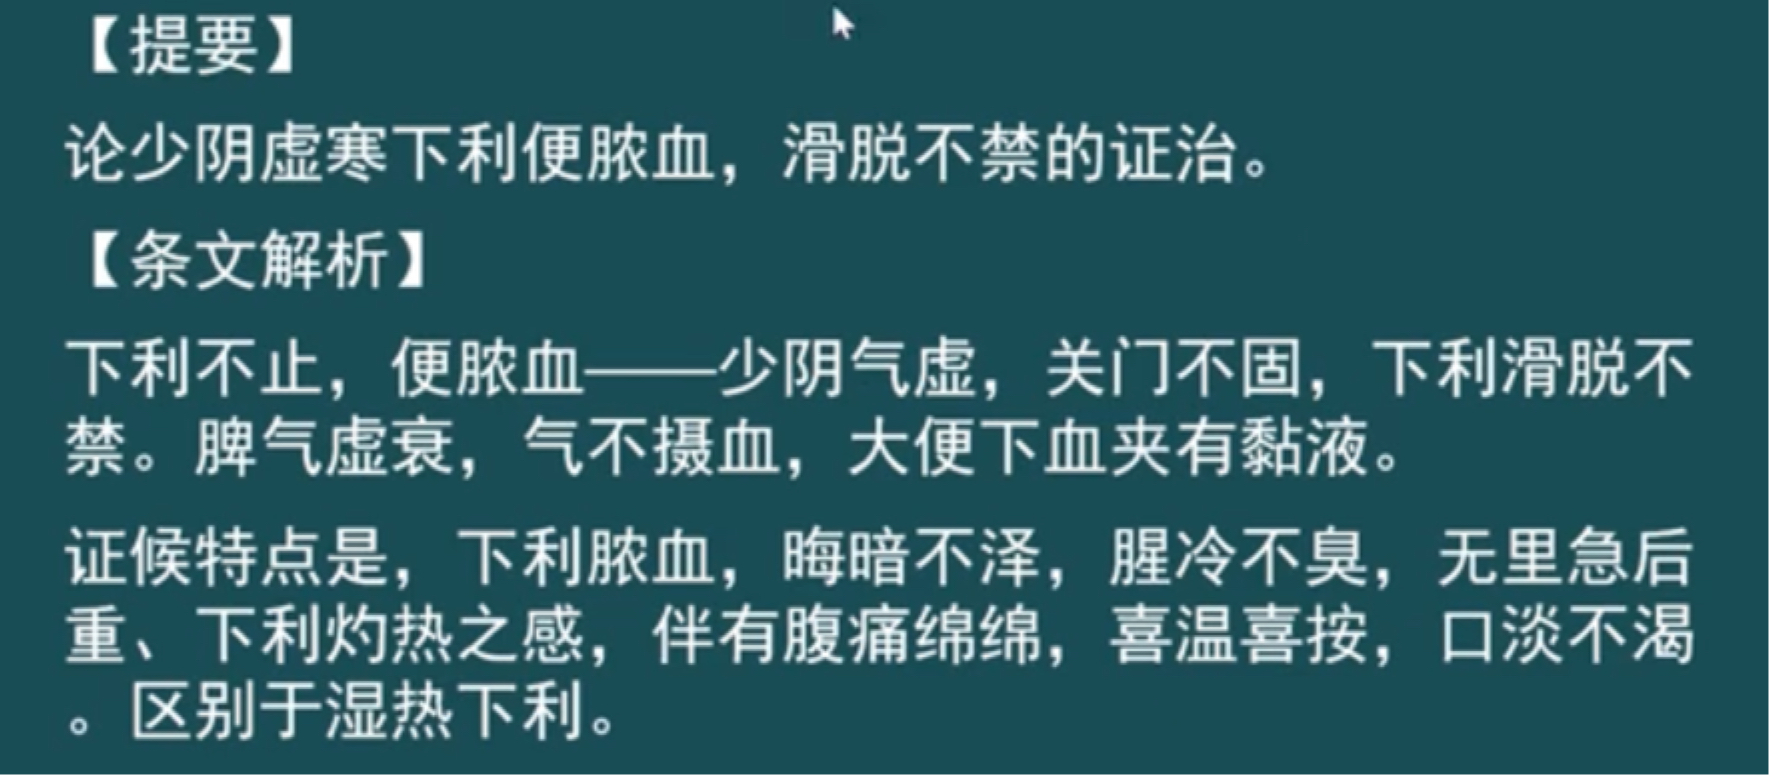 【提要】
论少阴虚寒下利便脓血，滑脱不禁的证治。
【条文解析】
下利不止，便脓血——少阴气虚，关门不固，下利滑脱不
禁。脾气虚衰，气不摄血，大便下血夹有黏液。
证候特点是，下利脓血，晦暗不泽，腥冷不臭，无里急后
重、下利灼热之感，伴有腹痛绵绵，喜温喜按，口淡不渴
。区别于湿热下利。